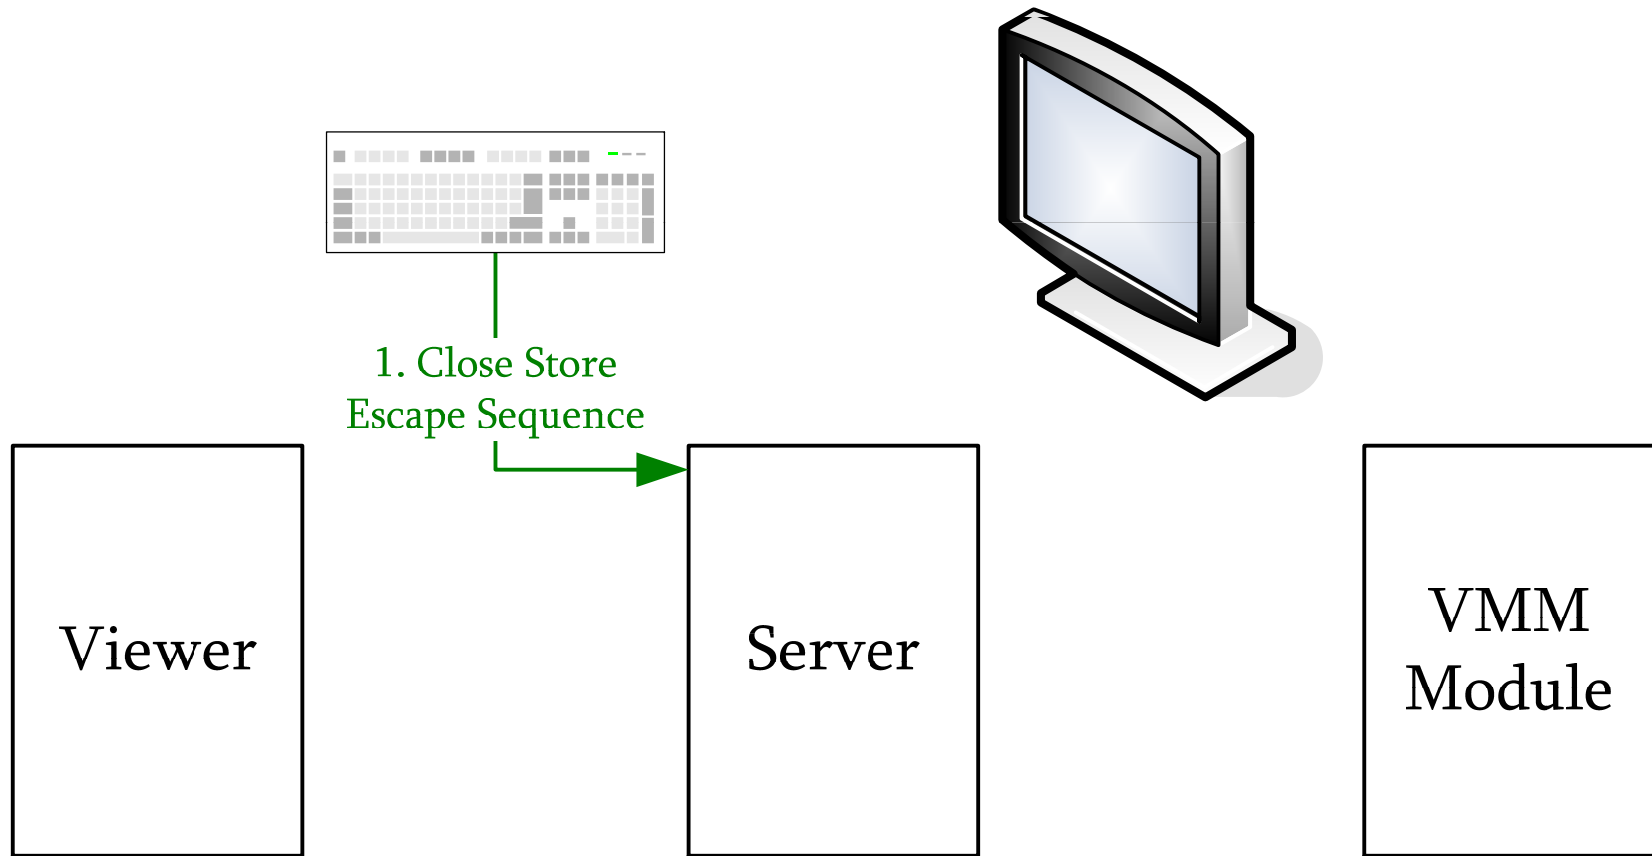 1. Close Store
Escape Sequence
Viewer
Server
VMM
Module